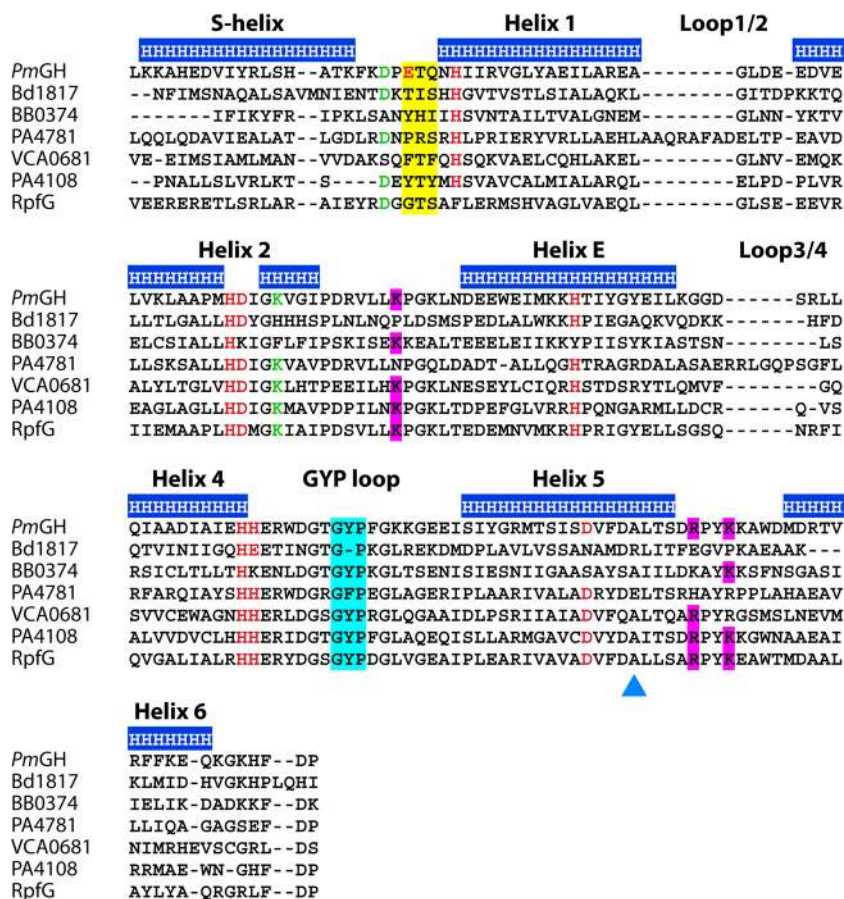 S-helix Helix 1 Loop1/2
HHHHHHHHHHHHHHHHHH HHHHHHHHHHHHHHHHH HHHH
PmGH LKKAHEDVIYRLSH--ATKFKDPETQNHIIRVGLYAEILAREA--------GLDE-EDVE
Bd1817 --NFIMSNAQALSAVMNIENTDKTISHHGVTVSTLSIALAQKL--------GITDPKKTQ
BB0374 -------IFIKYFR-IPKLSANYHIIHSVNTAILTVALGNEM--------GLNN-YKTV
PA4781 LQQLQDAVIEALAT-LGDLRDNPRSRHLPRIERYVRLLAEHLAAQRAFADELTP-EAVD
VCA0681 VE-EIMSIAMLMAN-VVDAKSQFTFQHSQKVAELCQHLAKEL--------GLNV-EMQK
PA4108 --PNALLSLVRLKT--S----DEYTYMHSVAVCALMIALARQL--------ELPD-PLVR
RpfG VEERERETLSRLAR-AIEYRDGGTSAFLERMSHVAGLVAEQL--------GLSE-EEVR
Helix 2 Helix E Loop3/4
HHHHHHHH HHHHH HHHHHHHHHHHHHHHHHH
PmGH LVKLAAPMHDIGKVGIPDRVLLKPGKLNDEEWEIMKKHTIYGYEILKGGD------SRLL
Bd1817 LLTLGALLHDYGHHHSPLNLNQPLDSMSPEDLALWKKHPIEGAQKVQDKK------HFD
BB0374 ELCSIALLHKIGFLFIPSKISEKKEALTEEELEIIKKYPIISYKIASTSN------LS
PA4781 LLSKSALLHDIGKVAVPDRVLLNPGQLDADT-ALLQGHTRAGRDALASAERRLGQPSGFL
VCA0681 ALYLTGLVHDIGKLHTPEEILHKPGKLNESEYLCIQRHSTDSRYTLQMVF------GQ
PA4108 EAGLAGLLHDIGKMAVPDPILNKPGKLTDPEFGLVRRHPQNGARMLLDCR------Q-VS
RpfG IIEMAAPLHDMGKIAIPDSVLLKPGKLTEDEMNVMKRHPRIGYELLSGSQ------NRFI
Helix 4 GYP loop Helix 5
HHHHHHHHHH HHHHHHHHHHHHHHHHHH HHHHH
PmGH QIAADIAIEHHERWDGTGYPFGKKGEEISIYGRMTSISDVFDALTSDRPYKKAWDMDRTV
Bd1817 QTVINIIGQHEETINGTG-PKGLREKDMDPLAVLVSSANAMDRLITFEGVPKAEAAK---
BB0374 RSICLTLLTHKENLDGTGYPKGLTSENISIESNIIGAASAYSAIILDKAYKKSFNSGASI
PA4781 RFARQIAYSHHERWDGRGFPEGLAGERIPLAARIVALADRYDELTSRHAYRPPLAHAEAV
VCA0681 SVVCEWAGNHHERLDGSGYPRGLQGAAIDLPSRIIAIADVFQALTQARPYRGSMSLNEVM
PA4108 ALVVDVCLHHHERIDGTGYPFGLAQEQISLLARMGAVCDVYDAITSDRPYKKGWNAAEAI
RpfG QVGALIALRHHERYDGSGYPDGLVGEAIPLEARIVAVADVFDALLSARPYKEAWTMDAAL
Helix 6
HHHHHHH
PmGH RFFKE-QKGKHF--DP
Bd1817 KLMID-HVGKHPLQHI
BB0374 IELIK-DADKKF--DK
PA4781 LLIQA-GAGSEF--DP
VCA0681 NIMRHEVSCGRL--DS
PA4108 RRMAE-WN-GHF--DP
RpfG AYLYA-QRGRLF--DP